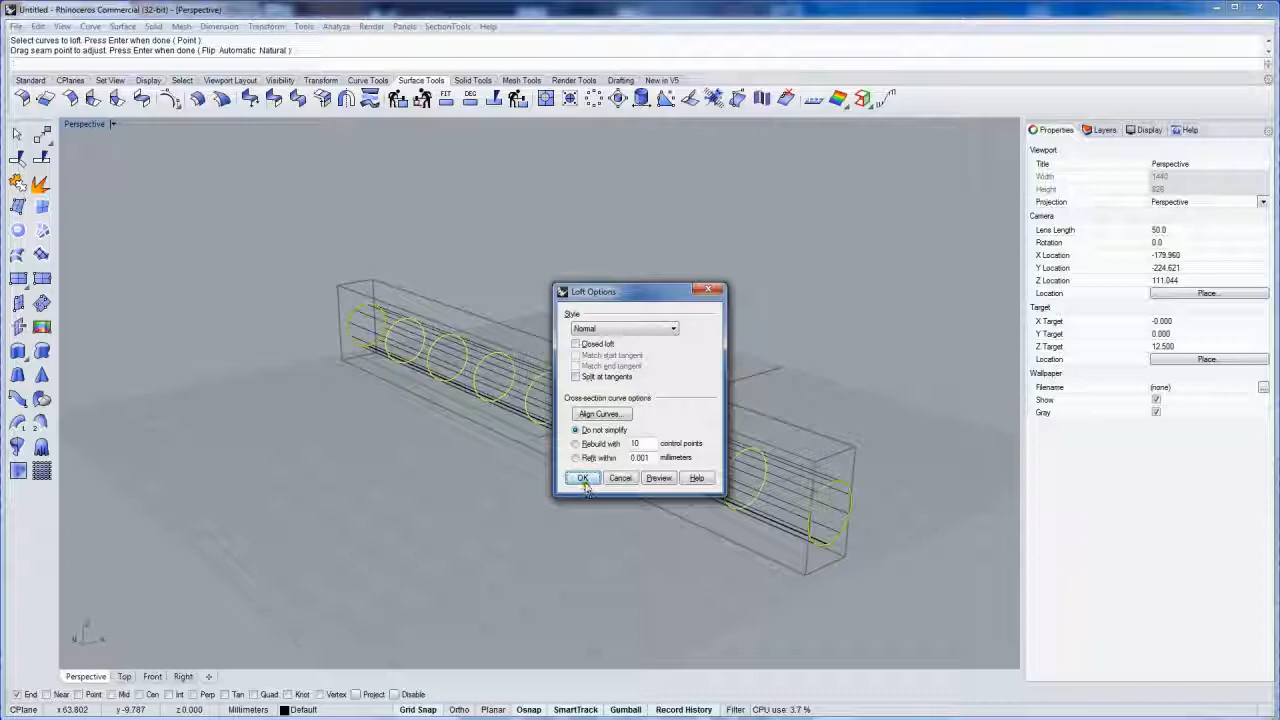 Untitled - Rhinoceros Commercial (32-bit) - [Perspective]
File Edit View Curve Surface Solid Mesh Dimension Transform Tools Analyze Render Panels SectionTools Help
Select curves to loft. Press Enter when done ( Point )
Drag seam point to adjust. Press Enter when done ( Flip Automatic Natural ):
Standard CPlanes Set View Display Select Viewport Layout Visibility Transform Curve Tools Surface Tools Solid Tools Mesh Tools Render Tools Drafting New in V5
FIT DEG
Perspective
Properties Layers Display Help
Viewport
Title Perspective
Width 1440
Height 826
Projection Perspective
Camera
Lens Length 50.0
Rotation 0.0
X Location -179.960
Y Location -224.621
Z Location 111.044
Location Place...
Target
X Target -0.000
Y Target 0.000
Z Target 12.500
Location Place...
Wallpaper
Filename (none) ...
Show
Gray
Loft Options
Style
Normal
Closed loft
Match start tangent
Match end tangent
Split at tangents
Cross-section curve options
Align Curves...
Do not simplify
Rebuild with 10 control points
Refit within 0.001 millimeters
OK Cancel Preview Help
Perspective Top Front Right
End Near Point Mid Cen Int Perp Tan Quad Knot Vertex Project Disable
CPlane x 63.802 y -9.787 z 0.000 Millimeters Default Grid Snap Ortho Planar Osnap SmartTrack Gumball Record History Filter CPU use: 3.7 %